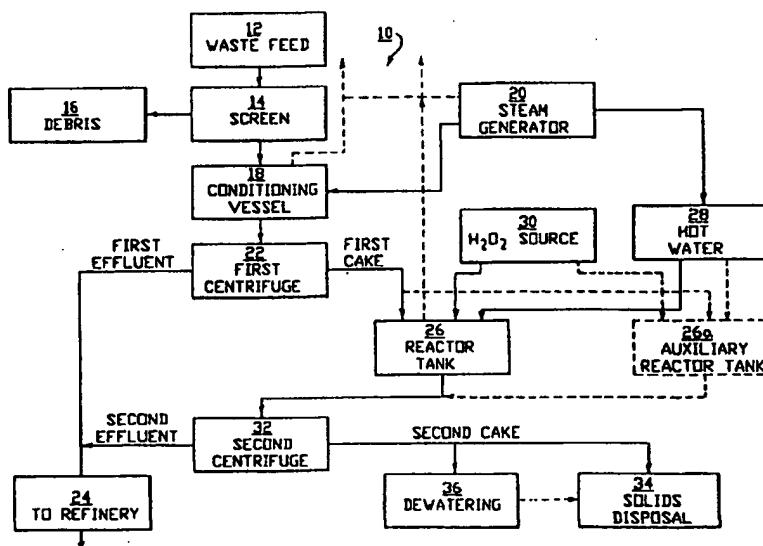 12
WASTE FEED
10
16
DEBRIS
14
SCREEN
20
STEAM
GENERATOR
18
CONDITIONING
VESSEL
30
H2O2 SOURCE
28
HOT
WATER
FIRST
EFFLUENT
22
FIRST
CENTRIFUGE
FIRST
CAKE
26
REACTOR
TANK
26a
AUXILIARY
REACTOR TANK
SECOND
EFFLUENT
32
SECOND
CENTRIFUGE
SECOND CAKE
24
TO REFINERY
36
DEWATERING
34
SOLIDS
DISPOSAL